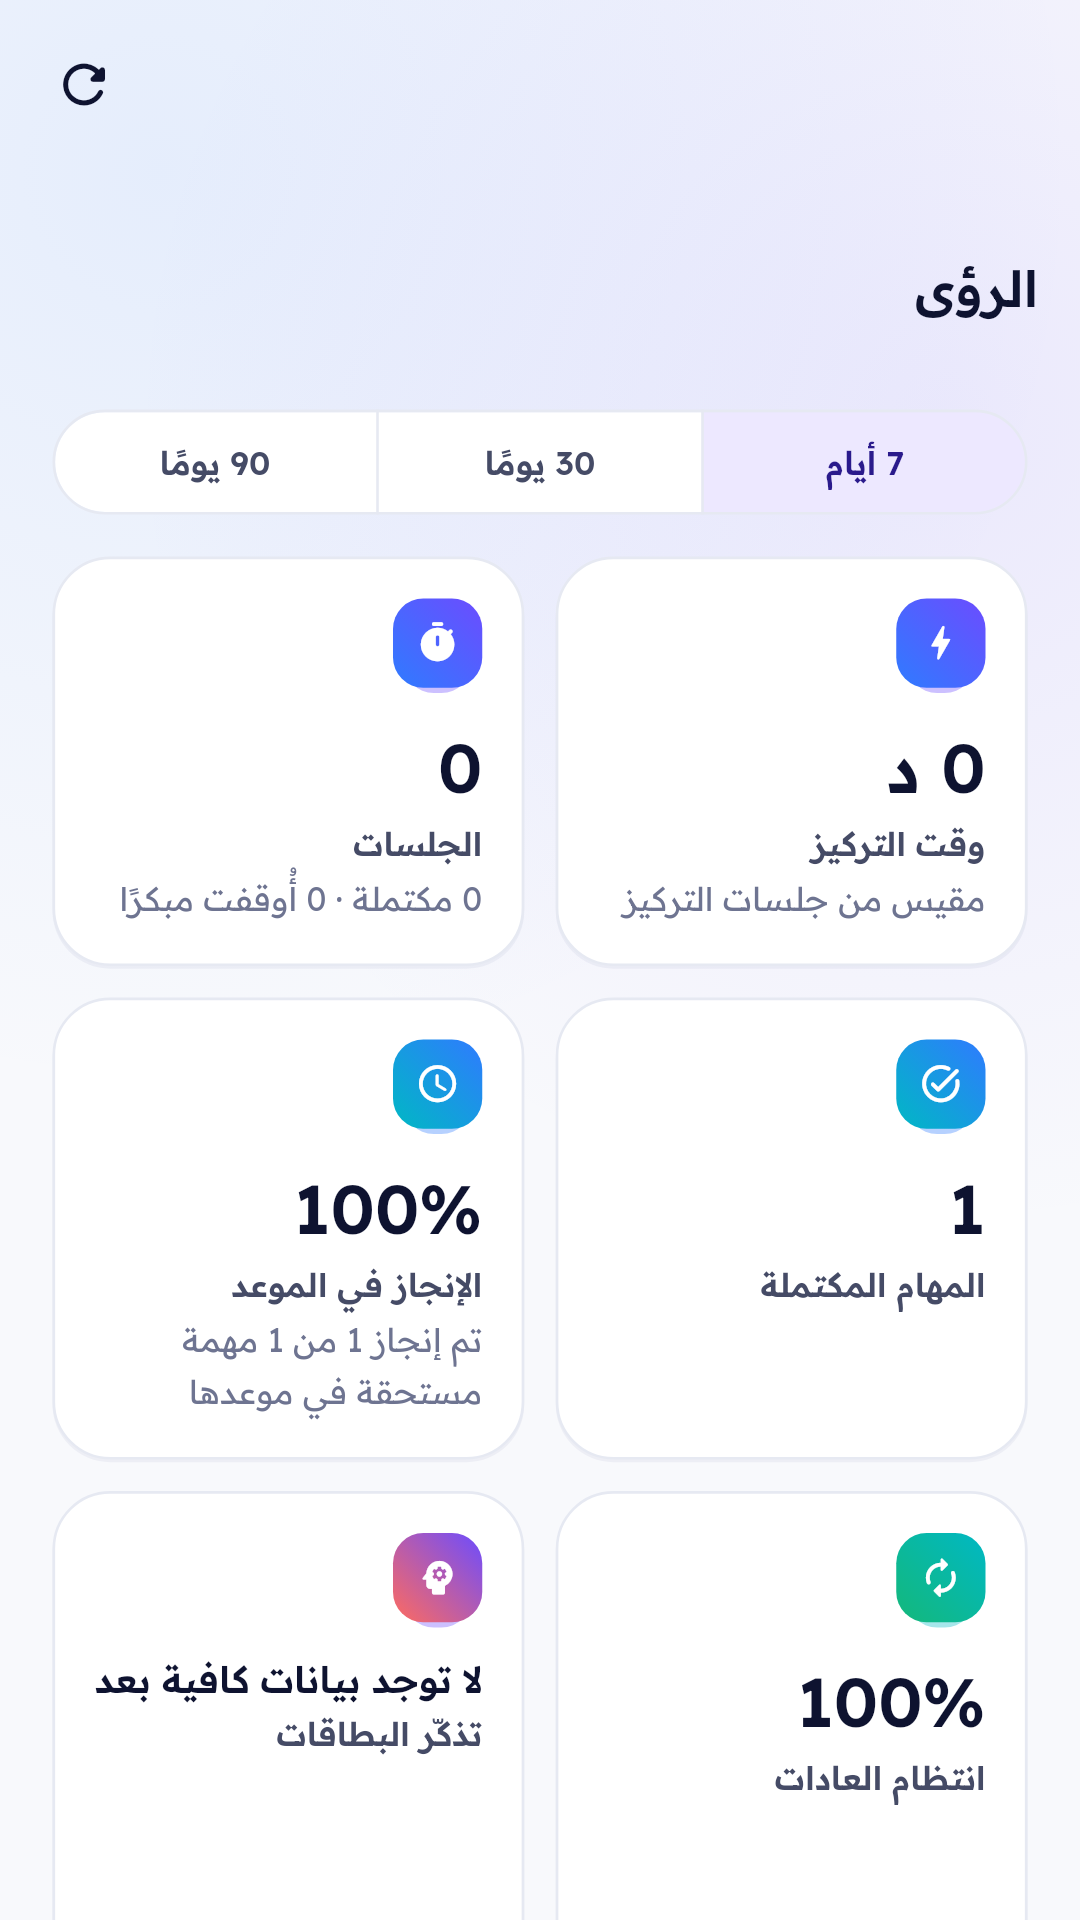 الرؤى
7 أيام
30 يومًا
90 يومًا
0 د
وقت التركيز
مقيس من جلسات التركيز
0
الجلسات
0 مكتملة · 0 أُوقفت مبكرًا
1
المهام المكتملة
100%
الإنجاز في الموعد
تم إنجاز 1 من 1 مهمة
مستحقة في موعدها
100%
انتظام العادات
لا توجد بيانات كافية بعد
تذكّر البطاقات